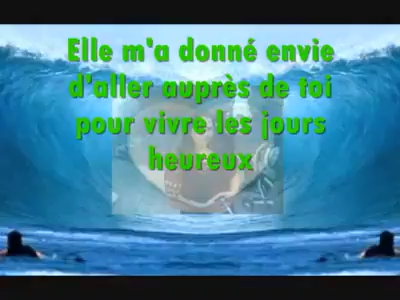 Elle m'a donné envie
d'aller auprès de toi
pour vivre les jours
heureux